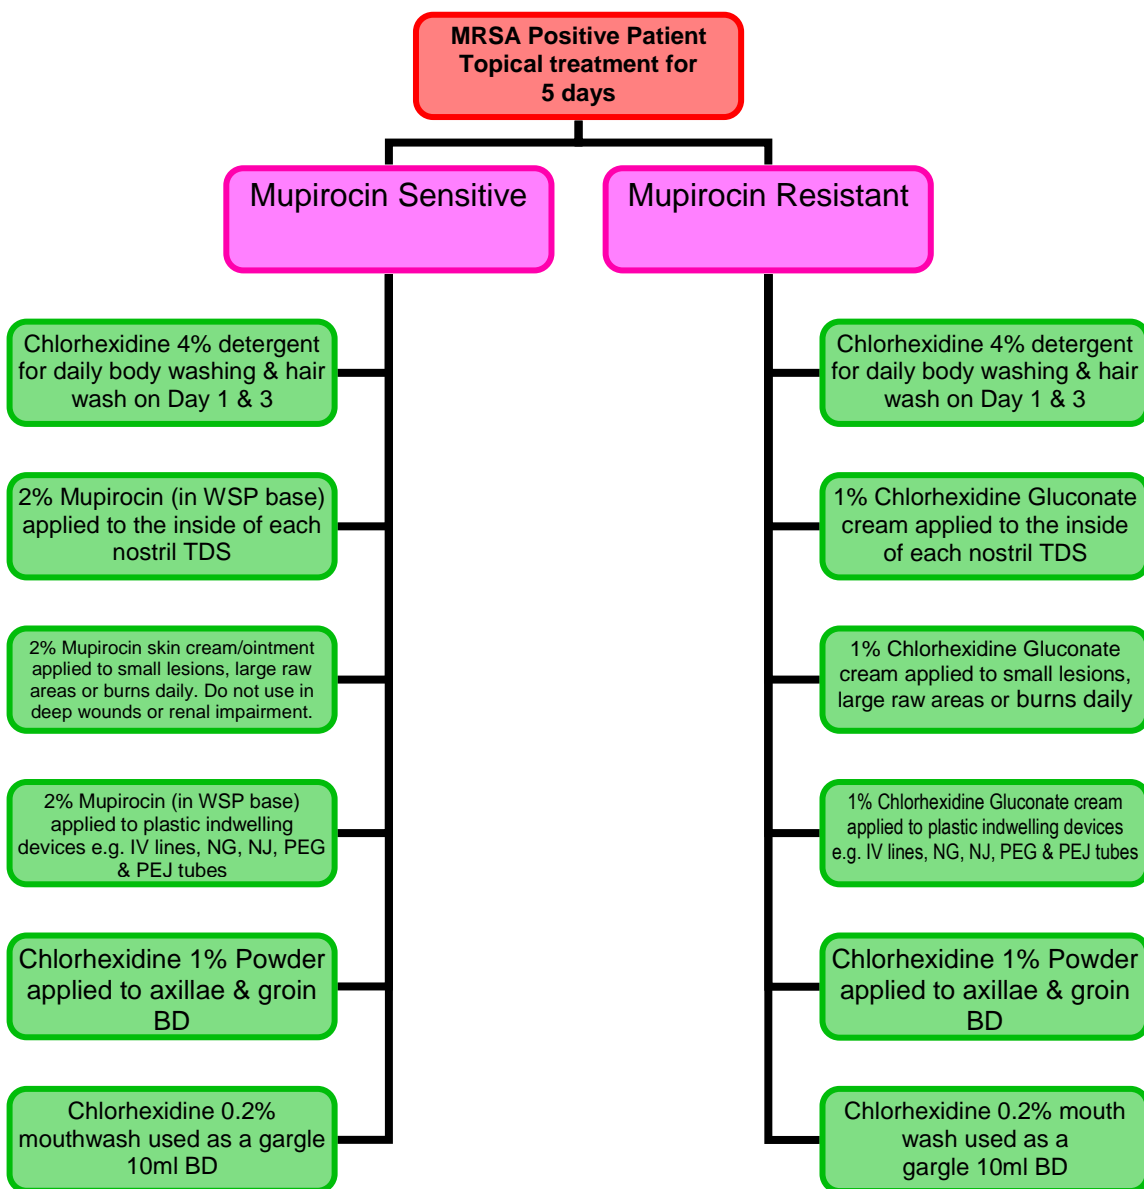 MRSA Positive Patient
Topical treatment for
5 days
Mupirocin Sensitive
Mupirocin Resistant
Chlorhexidine 4% detergent
for daily body washing & hair
wash on Day 1 & 3
Chlorhexidine 4% detergent
for daily body washing & hair
wash on Day 1 & 3
2% Mupirocin (in WSP base)
applied to the inside of each
nostril TDS
1% Chlorhexidine Gluconate
cream applied to the inside
of each nostril TDS
2% Mupirocin skin cream/ointment
applied to small lesions, large raw
areas or burns daily. Do not use in
deep wounds or renal impairment.
1% Chlorhexidine Gluconate
cream applied to small lesions,
large raw areas or burns daily
2% Mupirocin (in WSP base)
applied to plastic indwelling
devices e.g. IV lines, NG, NJ, PEG
& PEJ tubes
1% Chlorhexidine Gluconate cream
applied to plastic indwelling devices
e.g. IV lines, NG, NJ, PEG & PEJ tubes
Chlorhexidine 1% Powder
applied to axillae & groin
BD
Chlorhexidine 1% Powder
applied to axillae & groin
BD
Chlorhexidine 0.2%
mouthwash used as a gargle
10ml BD
Chlorhexidine 0.2% mouth
wash used as a
gargle 10ml BD